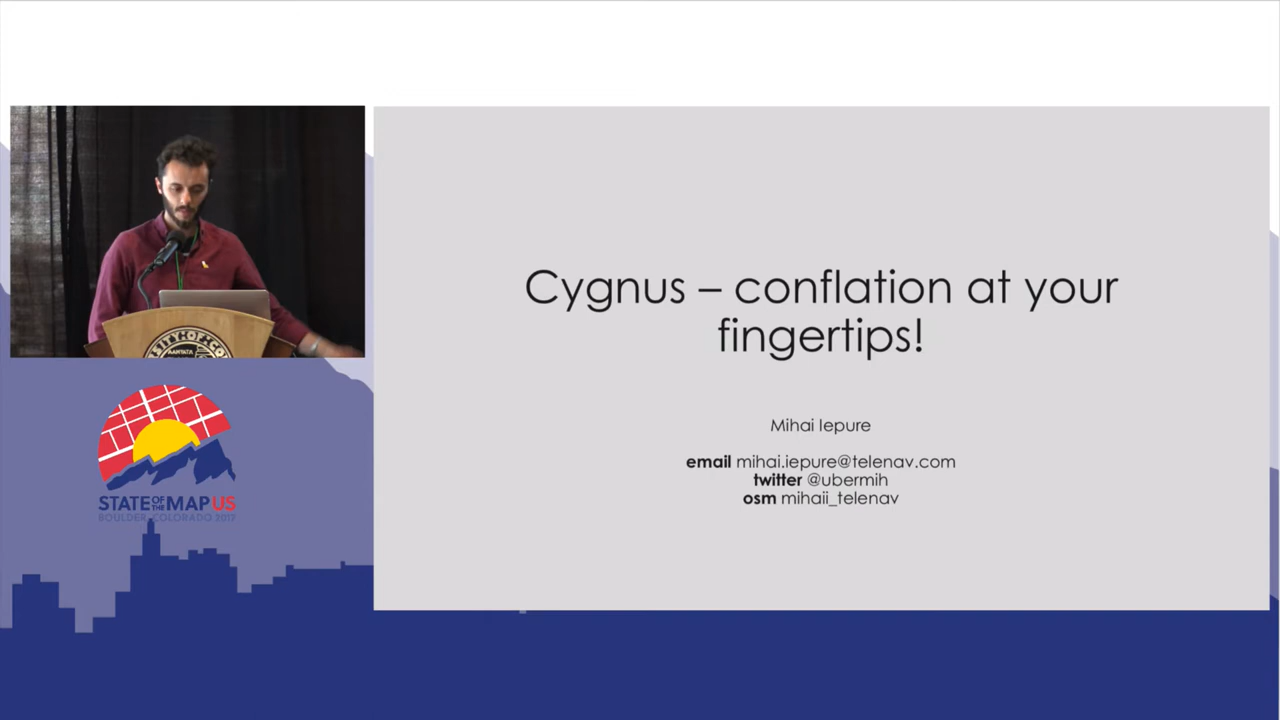 Cygnus – conflation at your
fingertips!
Mihai Iepure
email mihai.iepure@telenav.com
twitter @ubermih
osm mihaii_telenav
STATE OF THE MAP US
BOULDER, COLORADO 2017